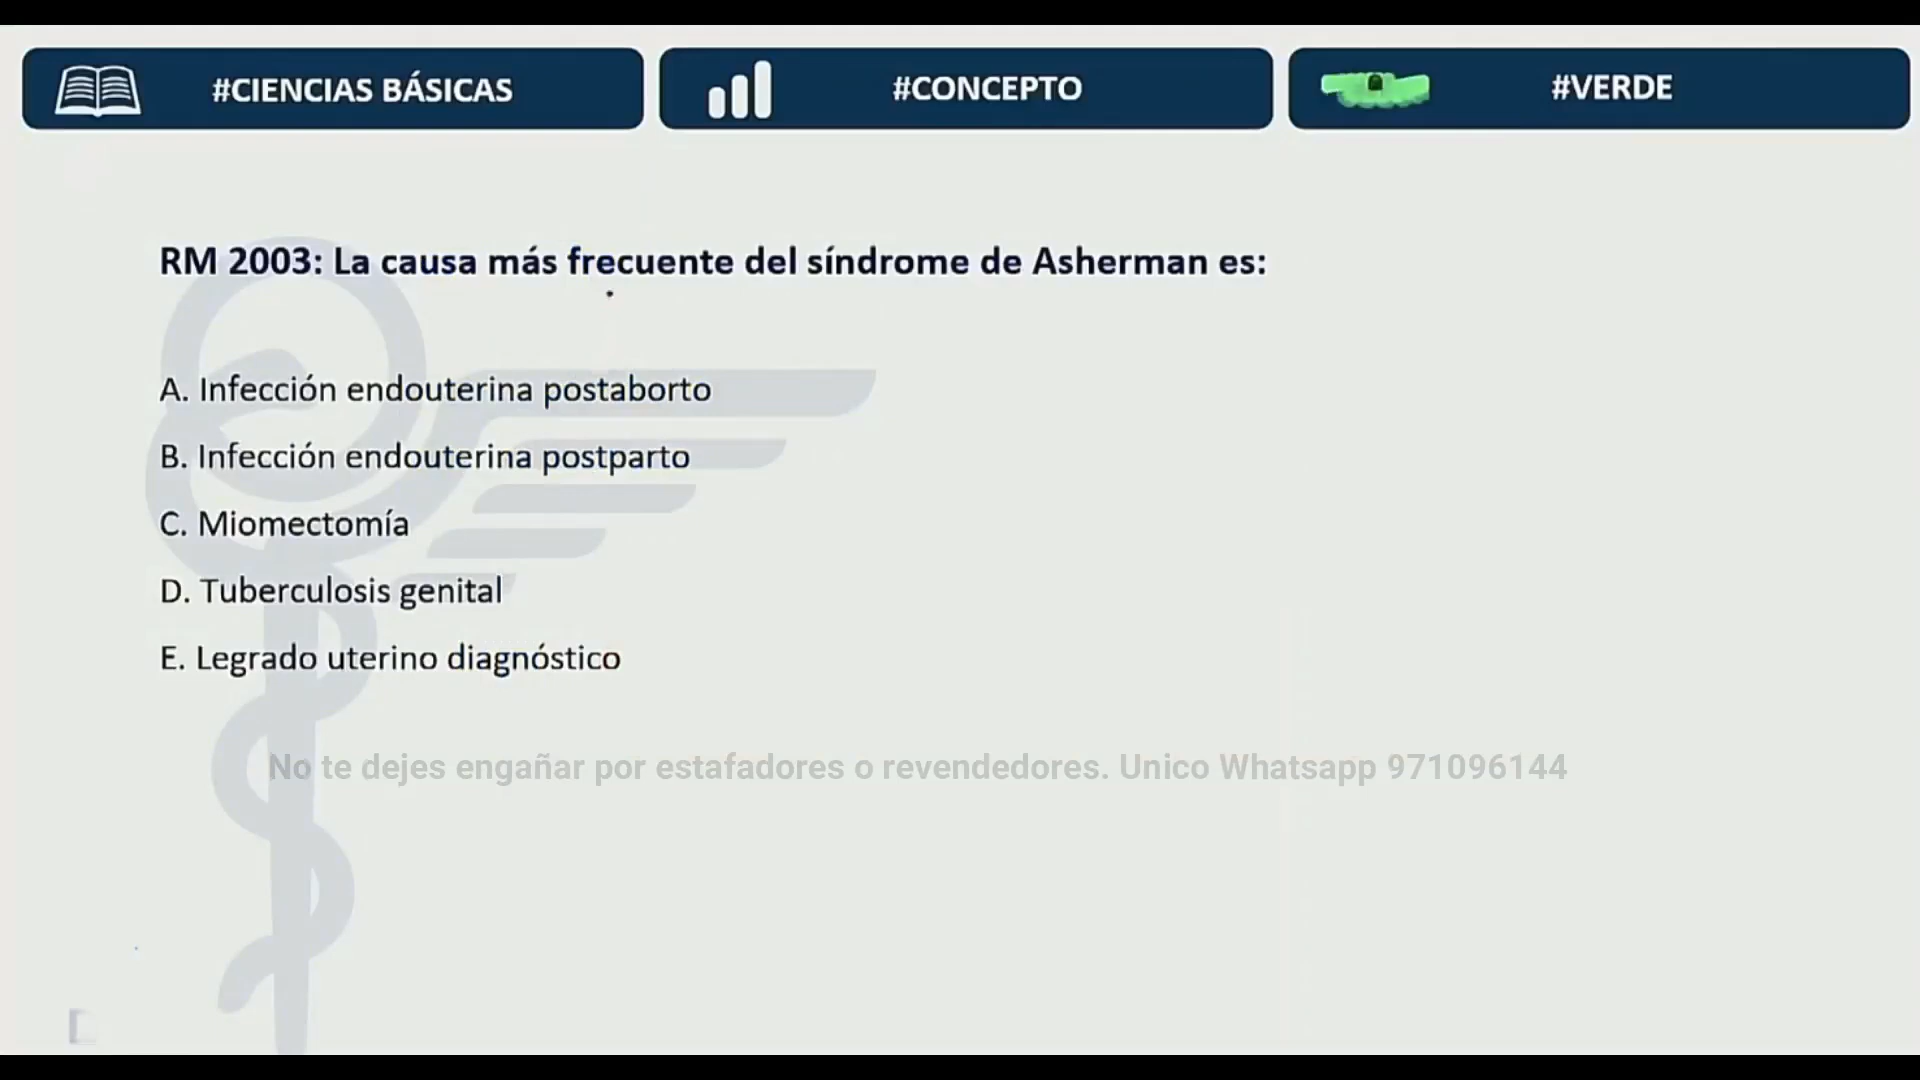 #CIENCIAS BÁSICAS
#CONCEPTO
#VERDE
RM 2003: La causa más frecuente del síndrome de Asherman es:
A. Infección endouterina postaborto
B. Infección endouterina postparto
C. Miomectomía
D. Tuberculosis genital
E. Legrado uterino diagnóstico
No te dejes engañar por estafadores o revendedores. Unico Whatsapp 971096144